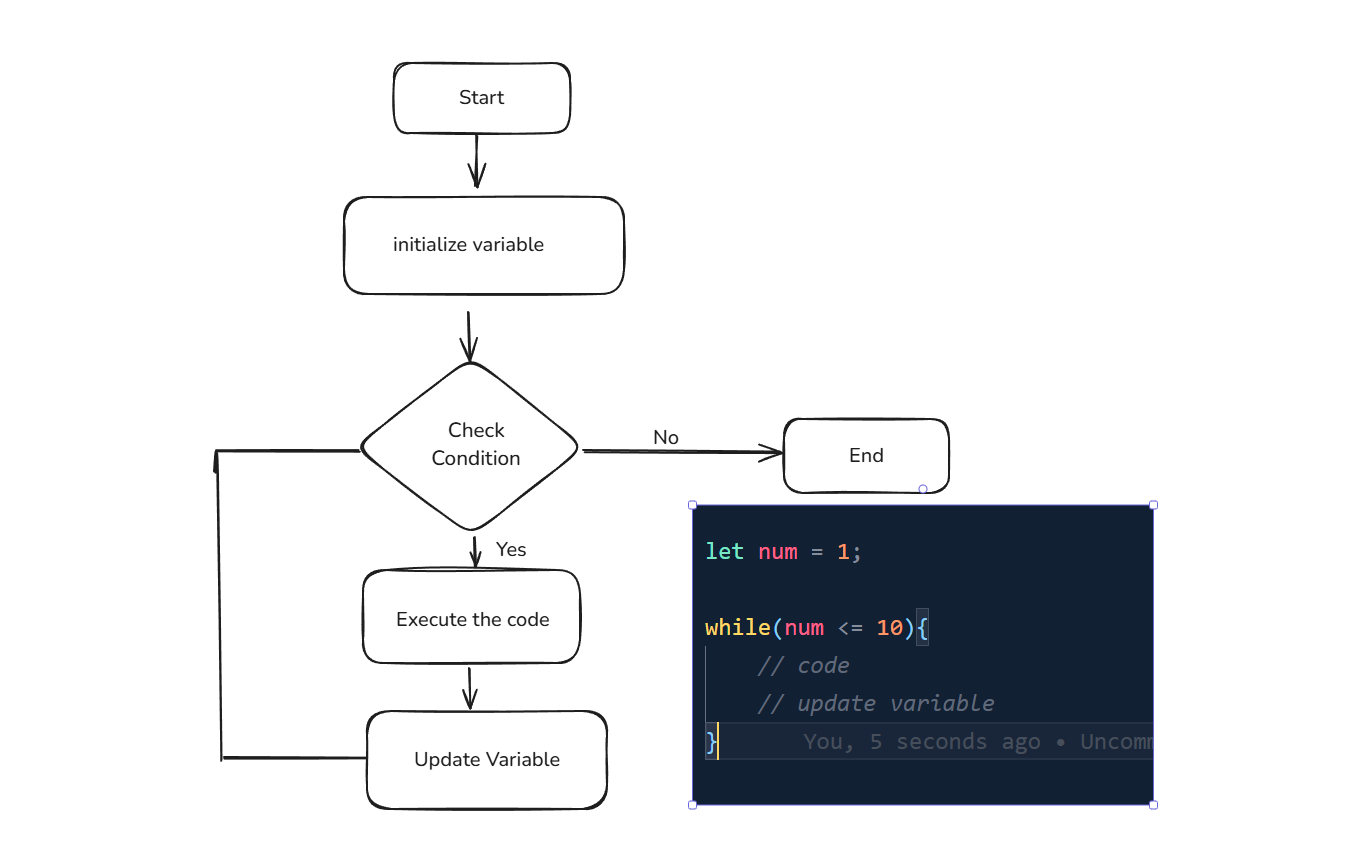 Start
initialize variable
Check
Condition
No
End
Yes
Execute the code
Update Variable
let num = 1;
while(num <= 10){
// code
// update variable
} You, 5 seconds ago • Uncomm